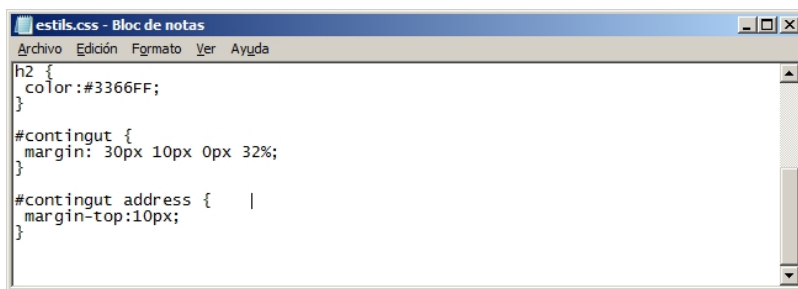 estils.css - Bloc de notas
Archivo Edición Formato Ver Ayuda
h2 {
 color:#3366FF;
}

#contingut {
 margin: 30px 10px 0px 32%;
}

#contingut address {
 margin-top:10px;
}